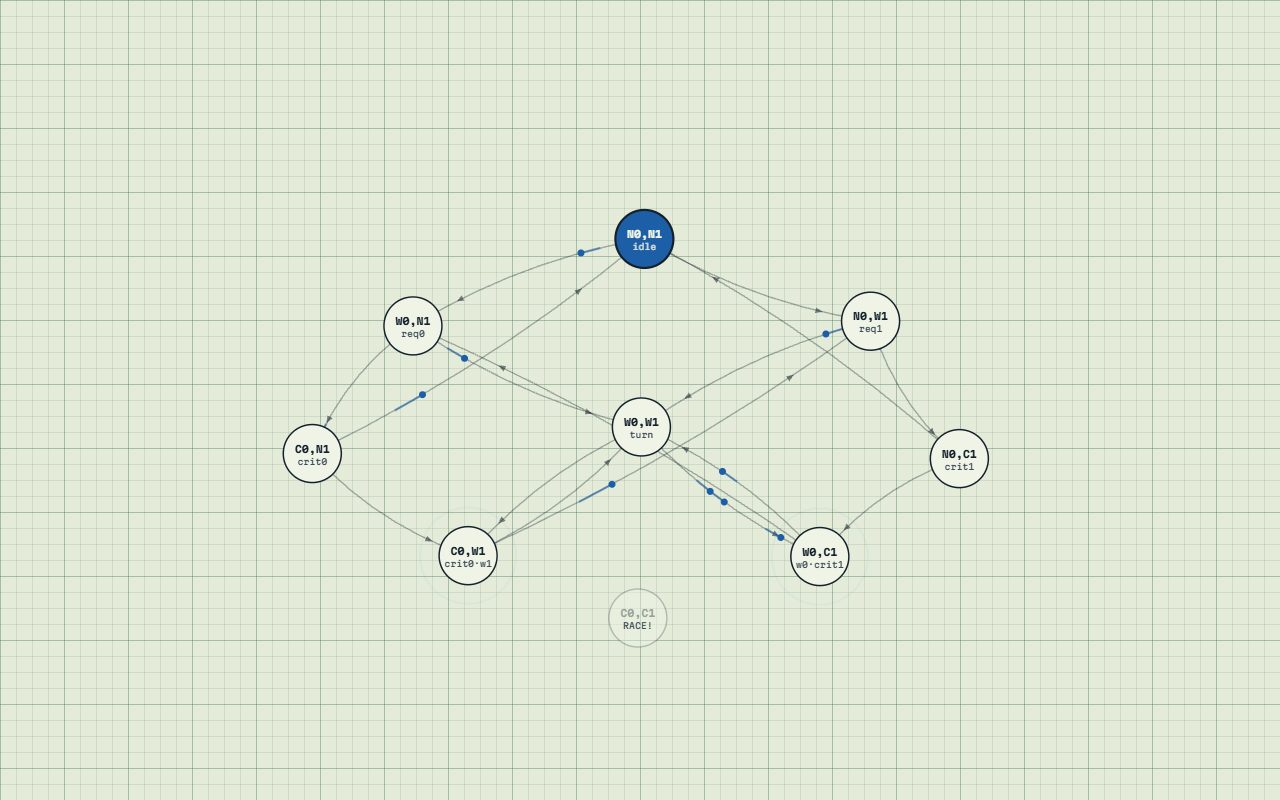 N0,N1
idle
W0,N1
req0
N0,W1
req1
W0,W1
turn
C0,N1
crit0
N0,C1
crit1
C0,W1
crit0·w1
W0,C1
w0·crit1
C0,C1
RACE!